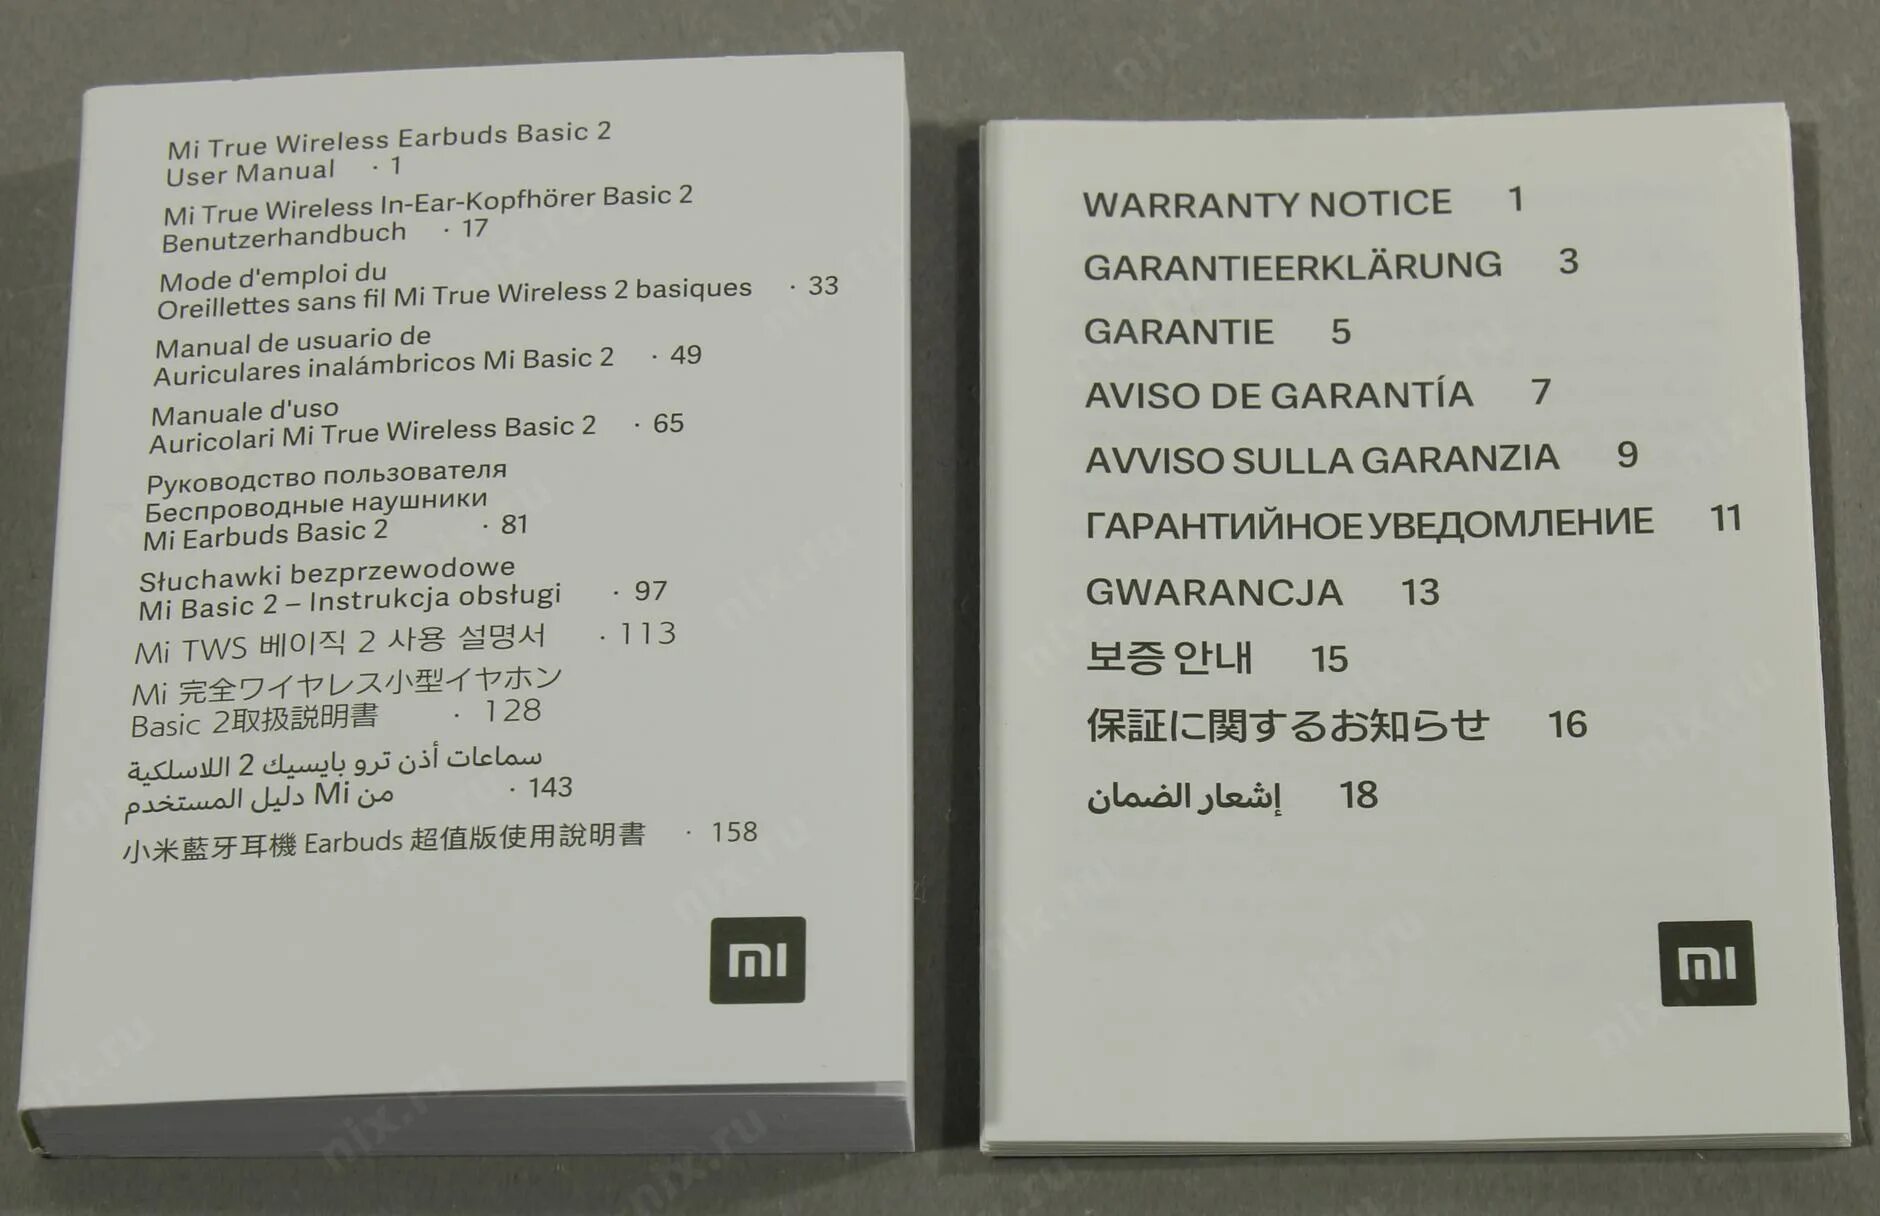 Mi True Wireless Earbuds Basic 2
User Manual · 1
Mi True Wireless In-Ear-Kopfhörer Basic 2
Benutzerhandbuch · 17
Mode d'emploi du
Oreillettes sans fil Mi True Wireless 2 basiques · 33
Manual de usuario de
Auriculares inalámbricos Mi Basic 2 · 49
Manuale d'uso
Auricolari Mi True Wireless Basic 2 · 65
Руководство пользователя
Беспроводные наушники
Mi Earbuds Basic 2 · 81
Słuchawki bezprzewodowe
Mi Basic 2 – Instrukcja obsługi · 97
Mi TWS 베이직 2 사용 설명서 · 113
Mi 完全ワイヤレス小型イヤホン
Basic 2取扱説明書 · 128
سماعات أذن ترو بايسيك 2 اللاسلكية
من Mi دليل المستخدم · 143
小米藍牙耳機 Earbuds 超值版使用說明書 · 158
mi
WARRANTY NOTICE 1
GARANTIEERKLÄRUNG 3
GARANTIE 5
AVISO DE GARANTÍA 7
AVVISO SULLA GARANZIA 9
ГАРАНТИЙНОЕ УВЕДОМЛЕНИЕ 11
GWARANCJA 13
보증 안내 15
保証に関するお知らせ 16
إشعار الضمان 18
mi
nix.ru